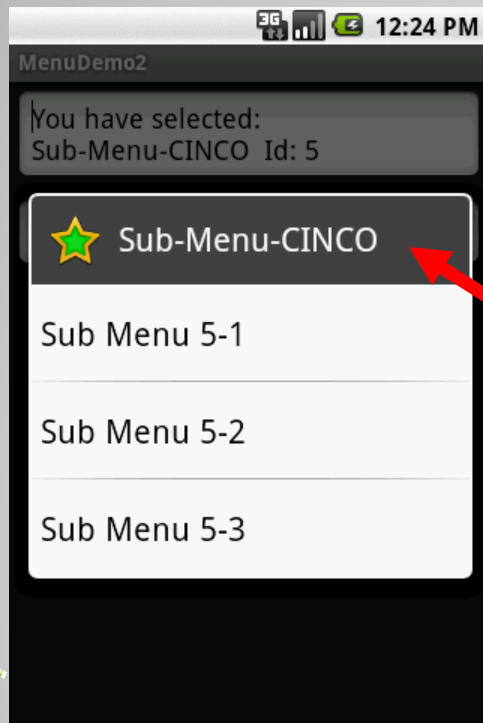 3G 12:24 PM
MenuDemo2
You have selected:
Sub-Menu-CINCO Id: 5
Sub-Menu-CINCO
Sub Menu 5-1
Sub Menu 5-2
Sub Menu 5-3